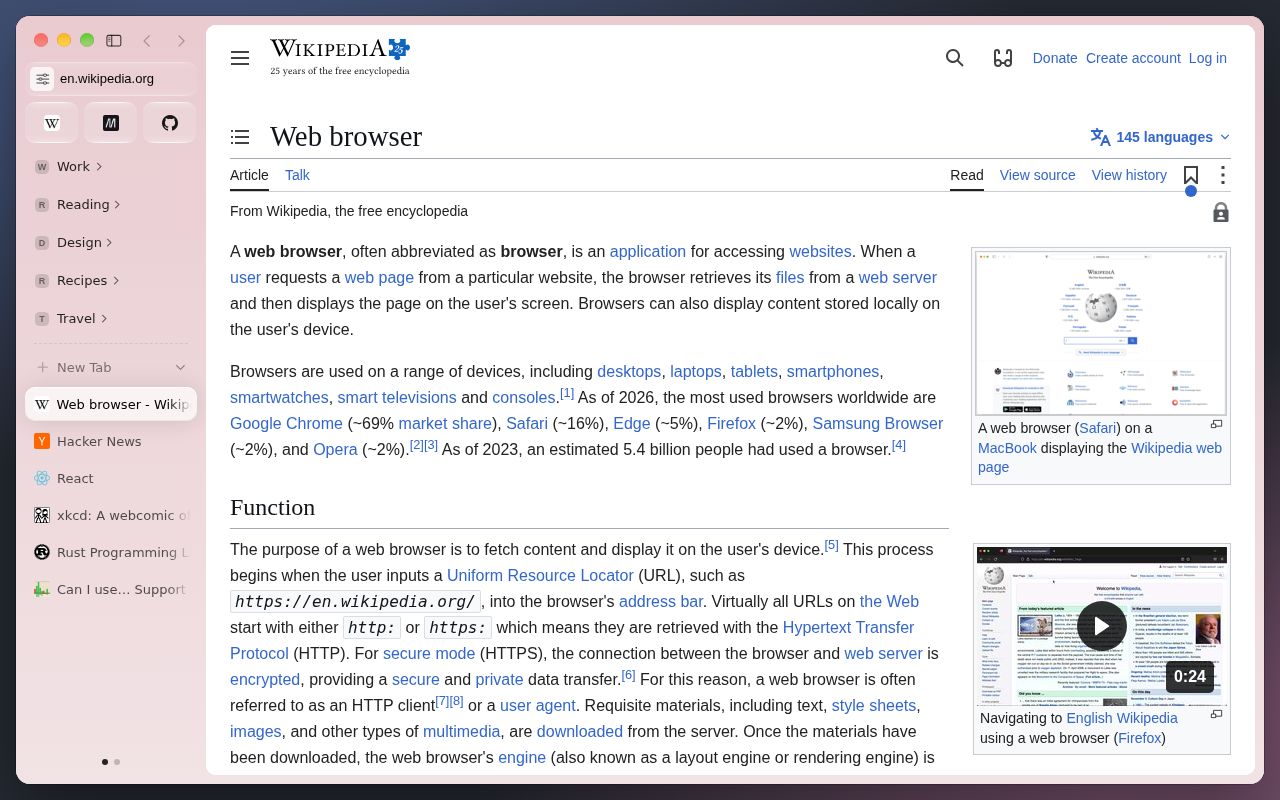 en.wikipedia.org
W Work
R Reading
D Design
R Recipes
T Travel
New Tab
Web browser - Wikip
Hacker News
React
xkcd: A webcomic o
Rust Programming L
Can I use... Support
WIKIPEDIA 25
25 years of the free encyclopedia
Donate Create account Log in
Web browser
145 languages
Article Talk
Read View source View history
From Wikipedia, the free encyclopedia
A web browser, often abbreviated as browser, is an application for accessing websites. When a
user requests a web page from a particular website, the browser retrieves its files from a web server
and then displays the page on the user's screen. Browsers can also display content stored locally on
the user's device.
Browsers are used on a range of devices, including desktops, laptops, tablets, smartphones,
smartwatches, smart televisions and consoles.[1] As of 2026, the most used browsers worldwide are
Google Chrome (~69% market share), Safari (~16%), Edge (~5%), Firefox (~2%), Samsung Browser
(~2%), and Opera (~2%).[2][3] As of 2023, an estimated 5.4 billion people had used a browser.[4]
A web browser (Safari) on a
MacBook displaying the Wikipedia web
page
Function
The purpose of a web browser is to fetch content and display it on the user's device.[5] This process
begins when the user inputs a Uniform Resource Locator (URL), such as
https://en.wikipedia.org/, into the browser's address bar. Virtually all URLs on the Web
start with either http: or https: which means they are retrieved with the Hypertext Transfer
Protocol (HTTP). For secure mode (HTTPS), the connection between the browser and web server is
encrypted, providing a secure and private data transfer.[6] For this reason, a web browser is often
referred to as an HTTP client[7][8] or a user agent. Requisite materials, including text, style sheets,
images, and other types of multimedia, are downloaded from the server. Once the materials have
been downloaded, the web browser's engine (also known as a layout engine or rendering engine) is
0:24
Navigating to English Wikipedia
using a web browser (Firefox)